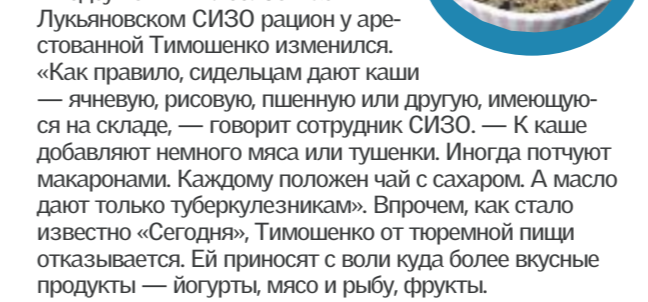 Лукьяновском СИЗО рацион у аре-
стованной Тимошенко изменился.
«Как правило, сидельцам дают каши
— ячневую, рисовую, пшенную или другую, имеющую-
ся на складе, — говорит сотрудник СИЗО. — К каше
добавляют немного мяса или тушенки. Иногда потчуют
макаронами. Каждому положен чай с сахаром. А масло
дают только туберкулезникам». Впрочем, как стало
известно «Сегодня», Тимошенко от тюремной пищи
отказывается. Ей приносят с воли куда более вкусные
продукты — йогурты, мясо и рыбу, фрукты.